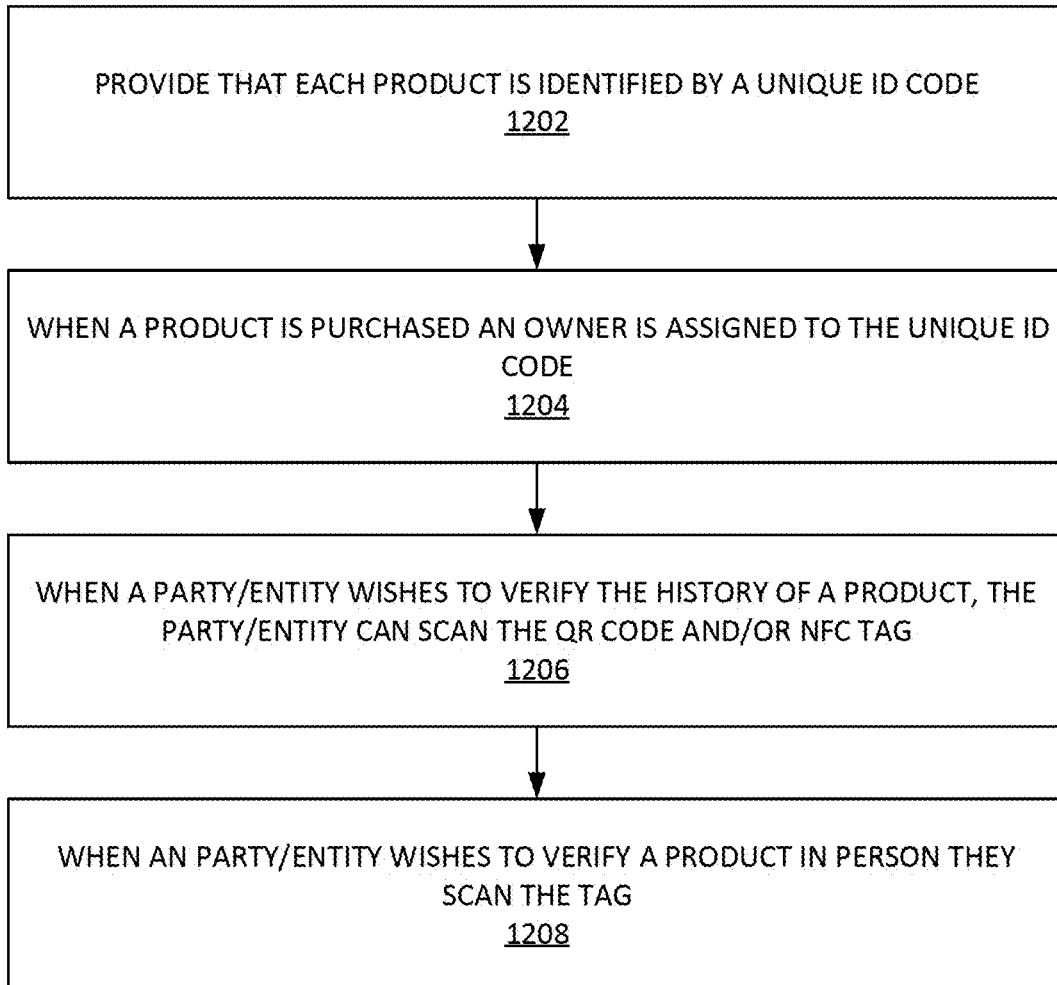 PROVIDE THAT EACH PRODUCT IS IDENTIFIED BY A UNIQUE ID CODE
1202
WHEN A PRODUCT IS PURCHASED AN OWNER IS ASSIGNED TO THE UNIQUE ID
CODE
1204
WHEN A PARTY/ENTITY WISHES TO VERIFY THE HISTORY OF A PRODUCT, THE
PARTY/ENTITY CAN SCAN THE QR CODE AND/OR NFC TAG
1206
WHEN AN PARTY/ENTITY WISHES TO VERIFY A PRODUCT IN PERSON THEY
SCAN THE TAG
1208